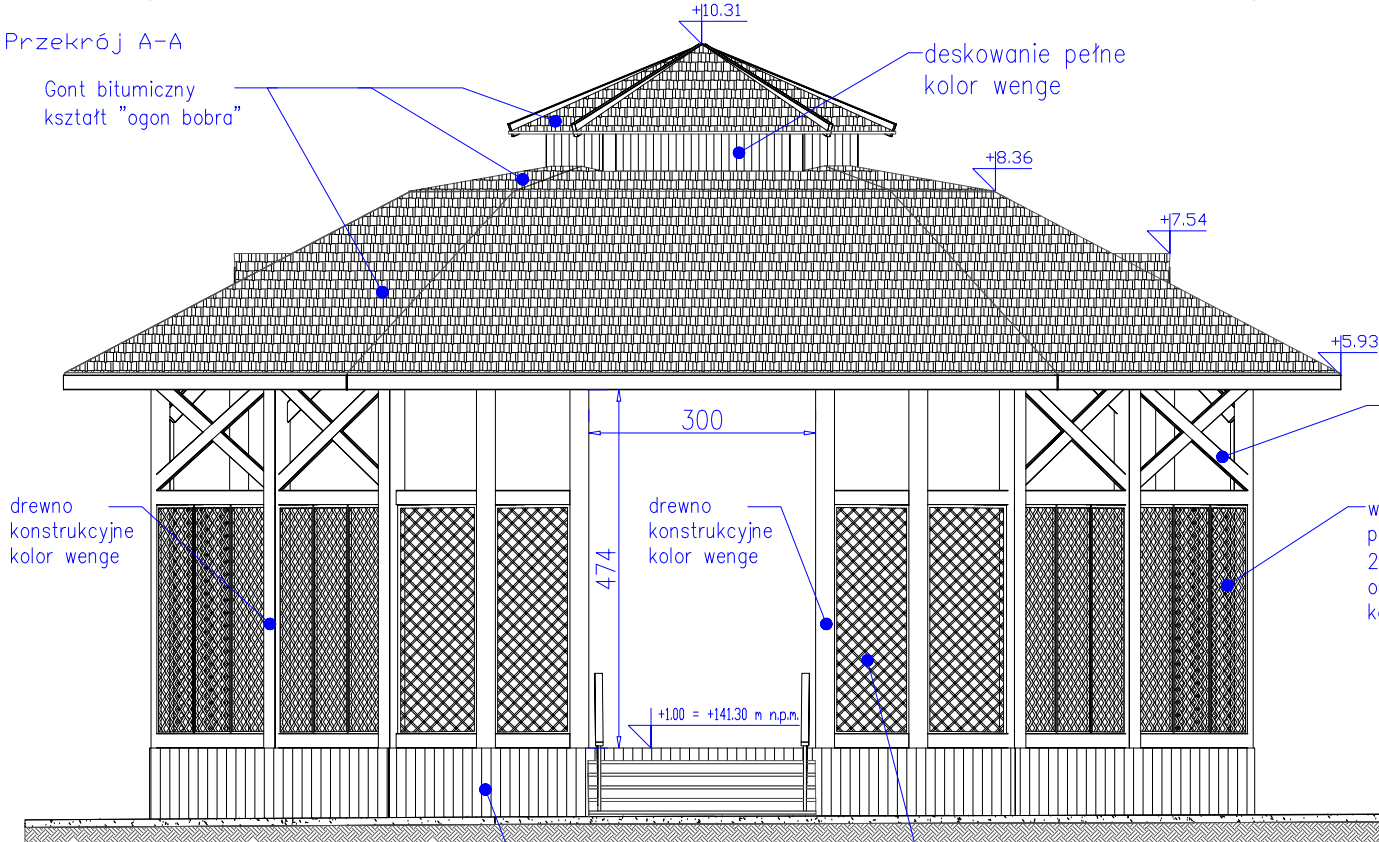 +10.31
Przekrój A-A
deskowanie pełne
kolor wenge
Gont bitumiczny
kształt "ogon bobra"
+8.36
+7.54
+5.93
300
drewno
konstrukcyjne
kolor wenge
drewno
konstrukcyjne
kolor wenge
474
w
p
2
o
k
+1.00 = +141.30 m n.p.m.